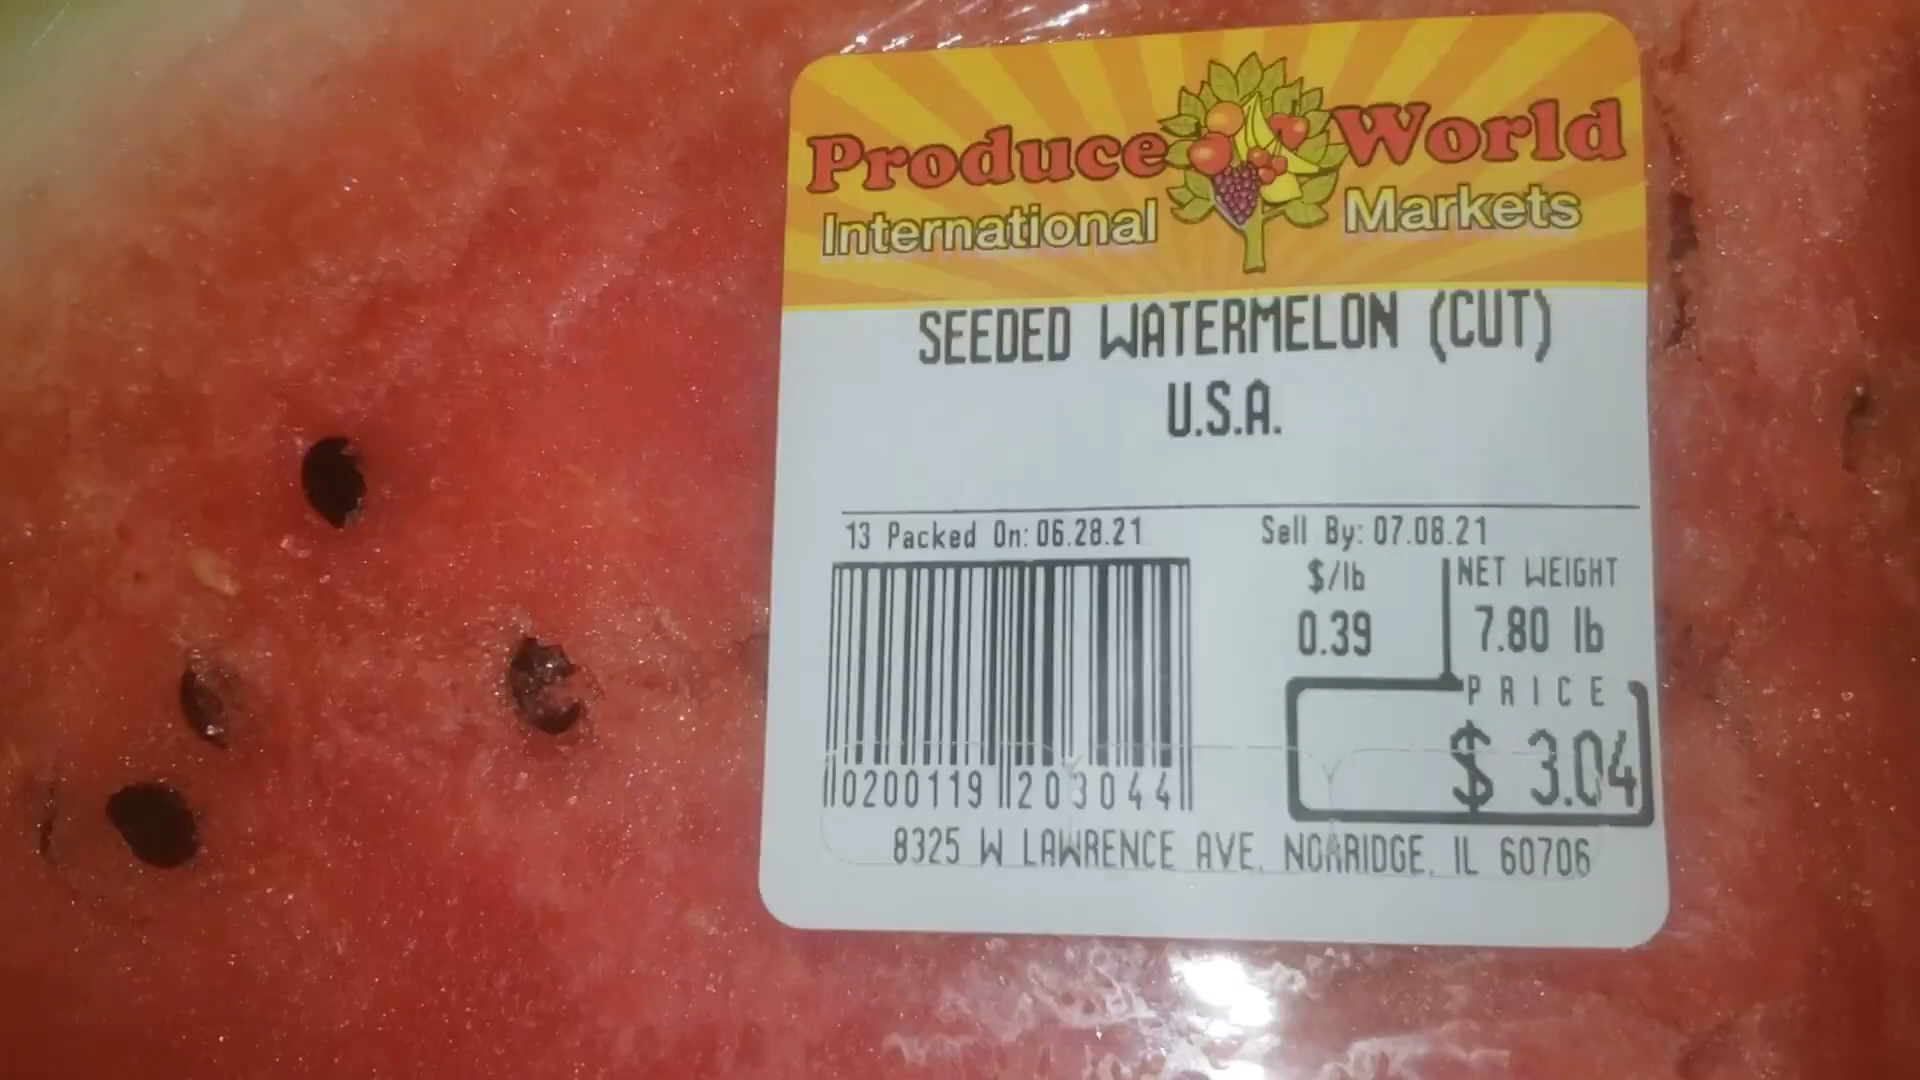 Produce World
International Markets
SEEDED WATERMELON (CUT)
U.S.A.
13 Packed On: 06.28.21 Sell By: 07.08.21
$/lb NET WEIGHT
0.39 7.80 lb
PRICE
$ 3.04
0200119 203044
8325 W LAWRENCE AVE. NORRIDGE, IL 60706